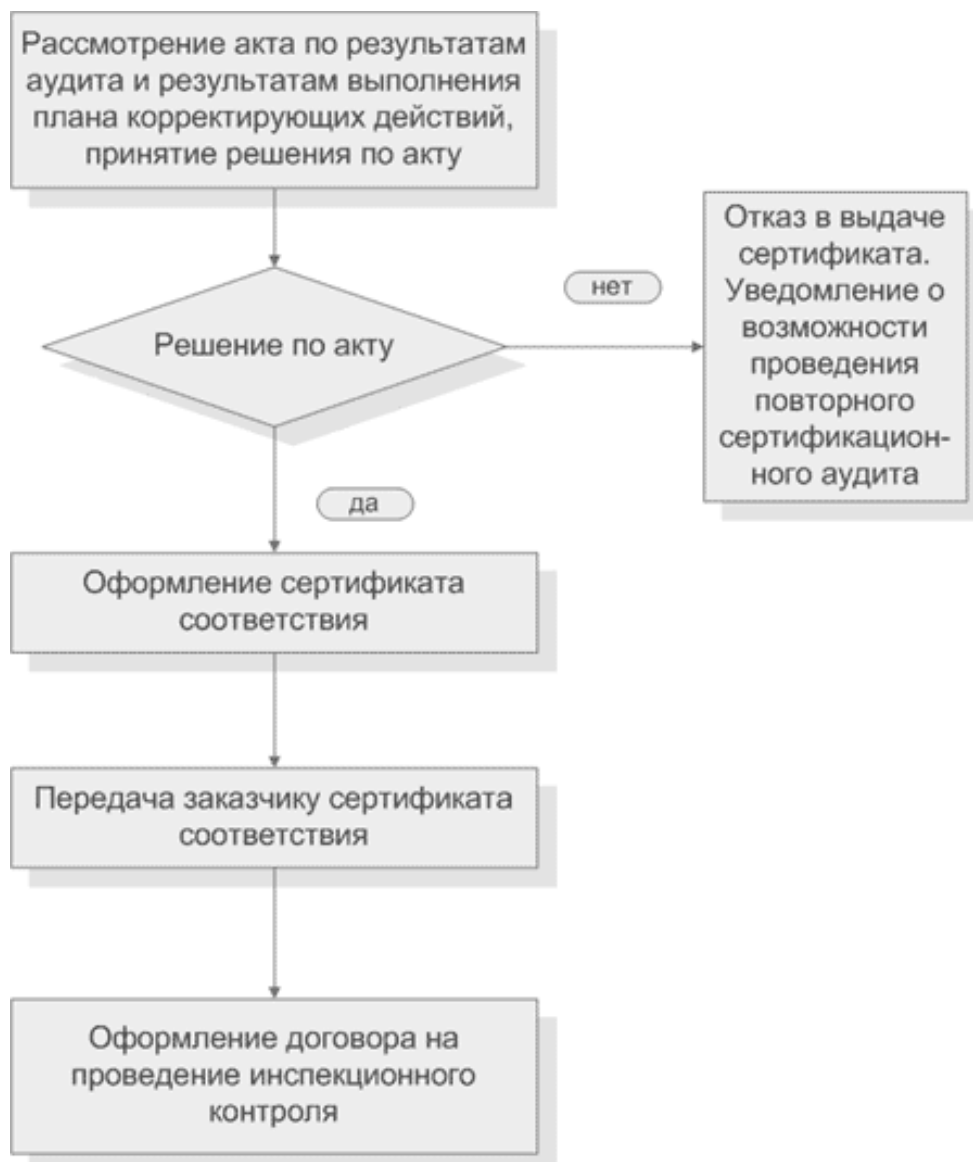 Рассмотрение акта по результатам
аудита и результатам выполнения
плана корректирующих действий,
принятие решения по акту
Решение по акту
нет
Отказ в выдаче
сертификата.
Уведомление о
возможности
проведения
повторного
сертификацион-
ного аудита
да
Оформление сертификата
соответствия
Передача заказчику сертификата
соответствия
Оформление договора на
проведение инспекционного
контроля